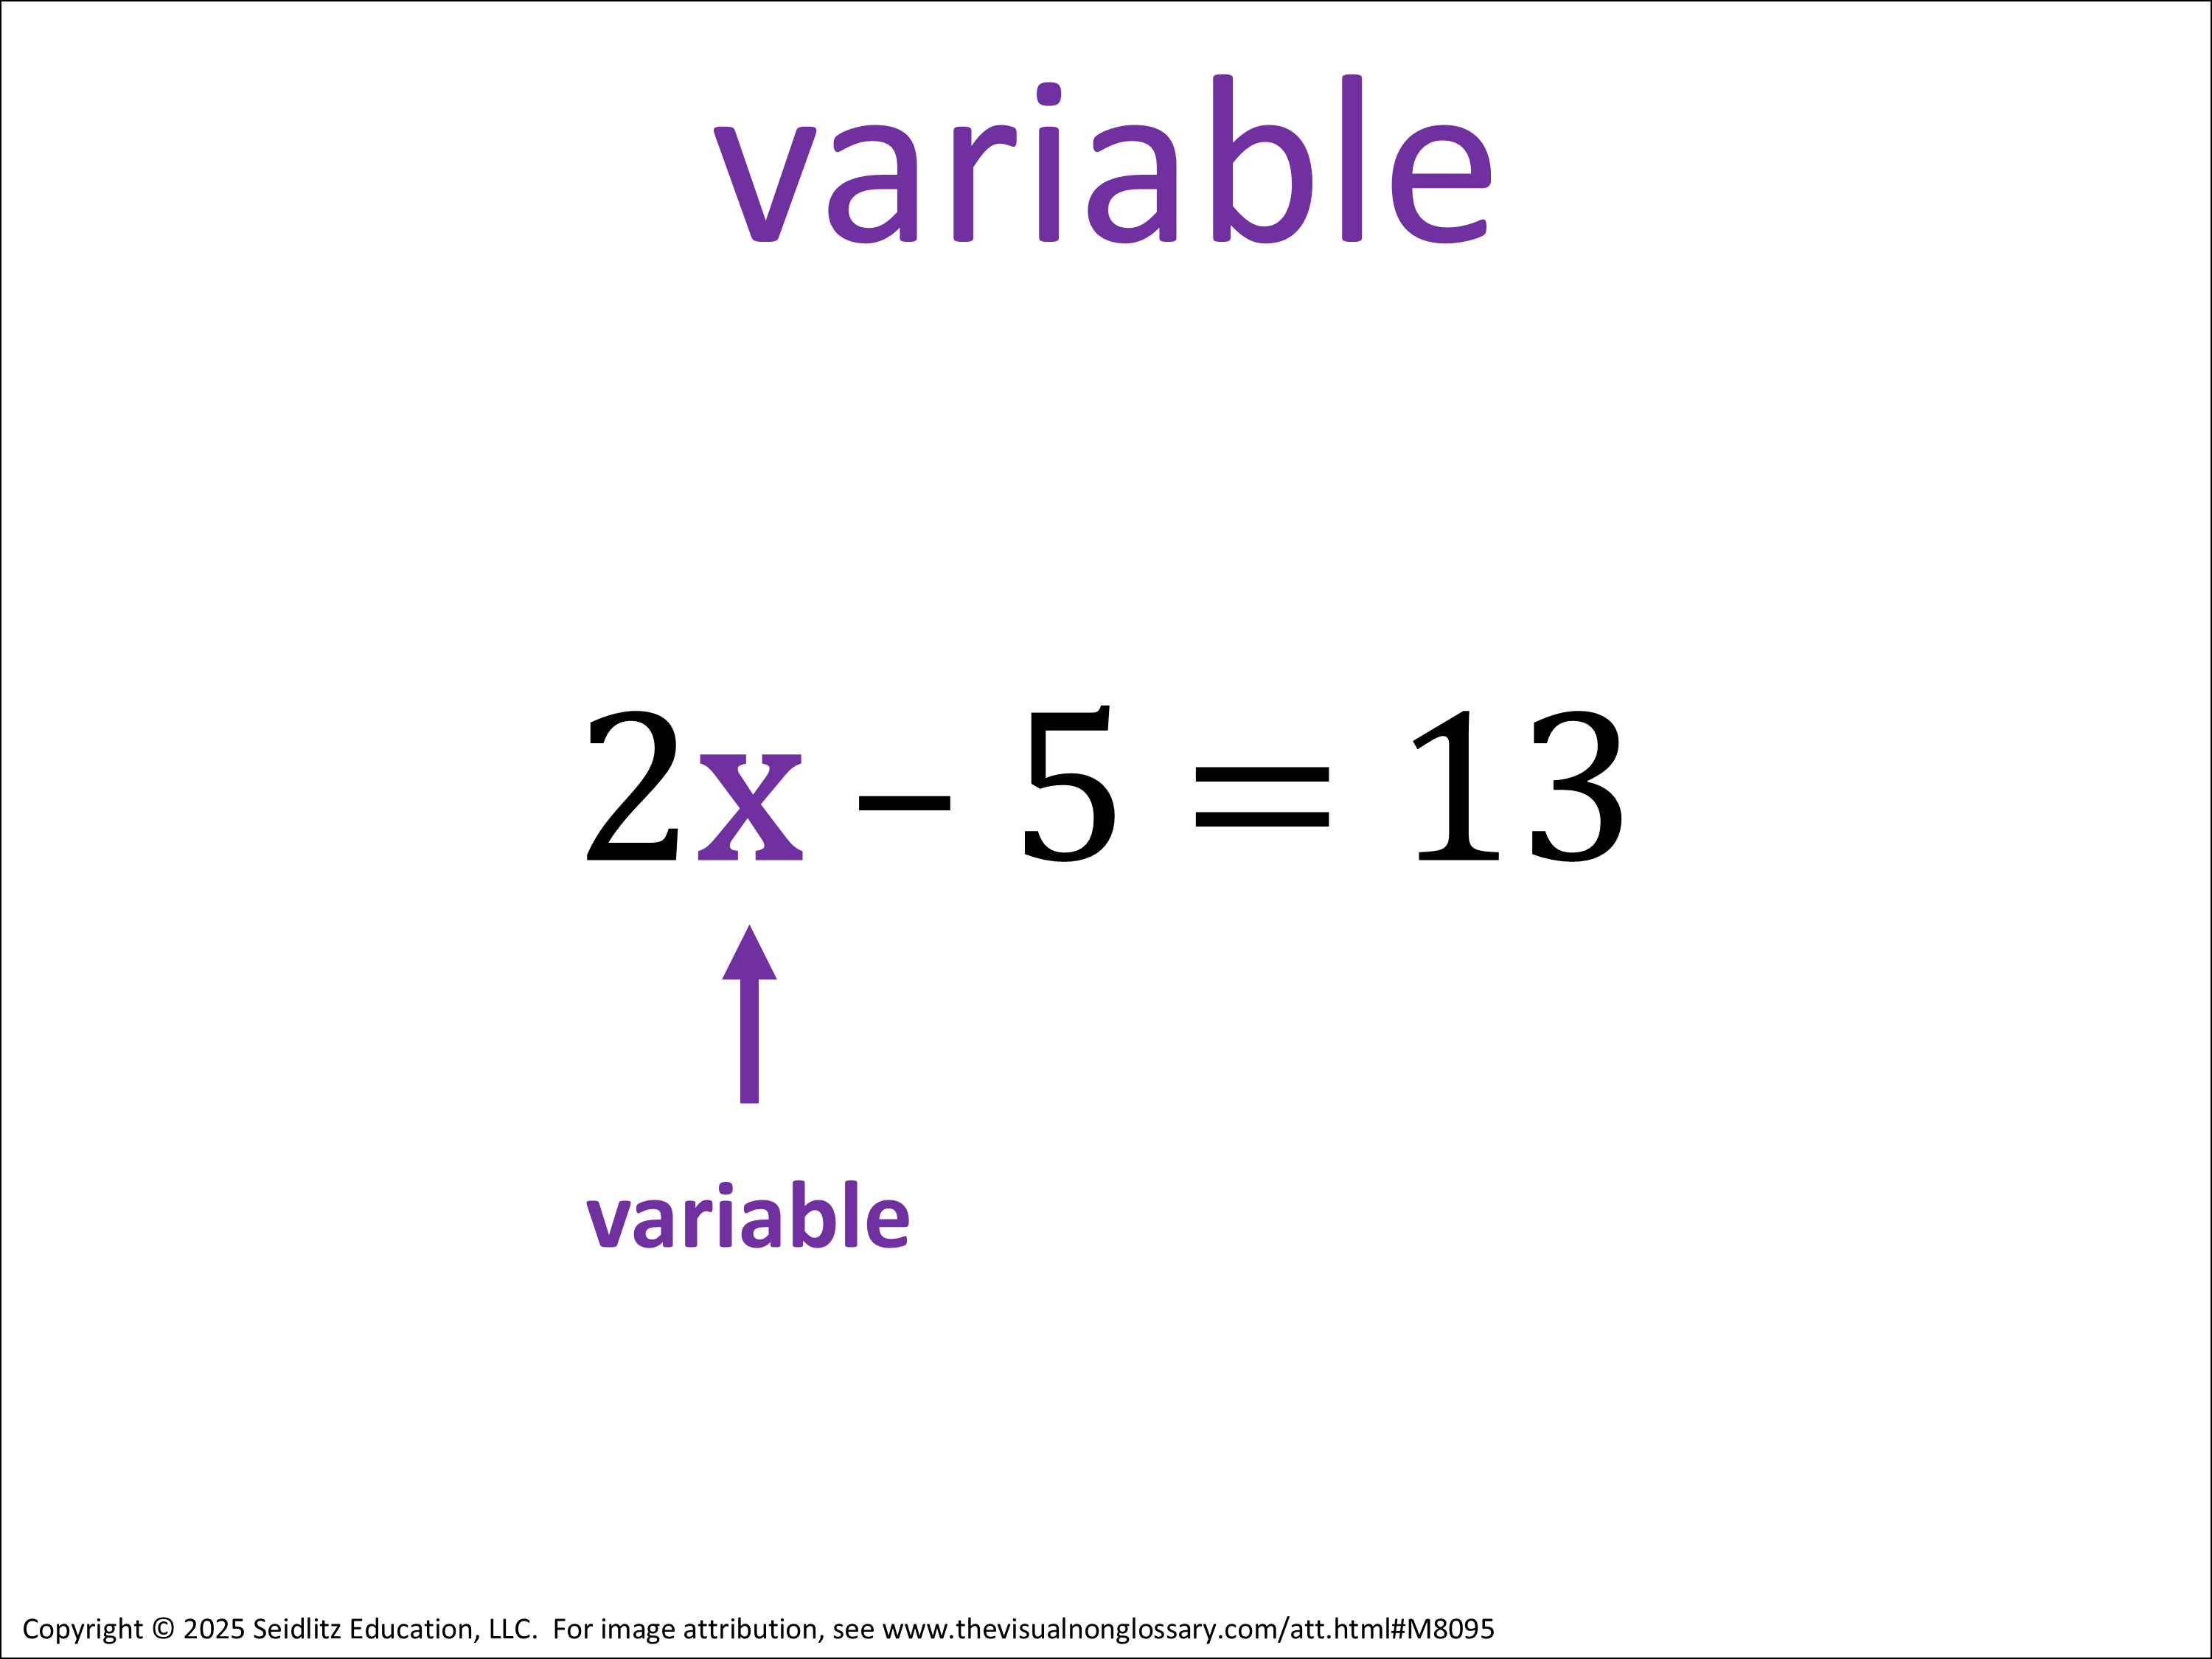 variable
2x – 5 = 13
variable
Copyright © 2025 Seidlitz Education, LLC.  For image attribution, see www.thevisualnonglossary.com/att.html#M8095